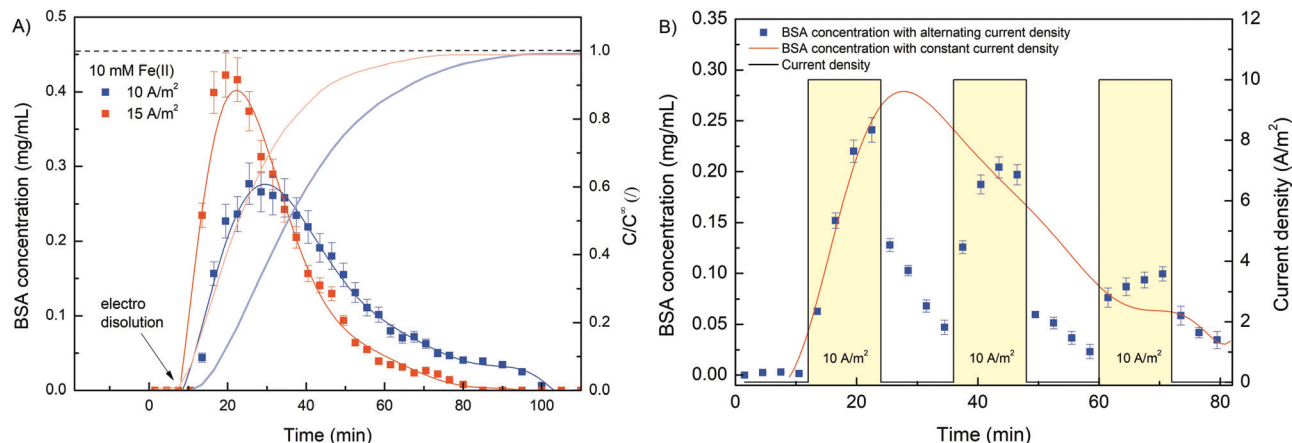 A)
10 mM Fe(II)
10 A/m²
15 A/m²
electro
disolution
BSA concentration (mg/mL)
0.5
0.4
0.3
0.2
0.1
0.0
0
20
40
60
80
100
Time (min)
1.0
0.8
0.6
0.4
0.2
0.0
C/C∞ (/)
B)
BSA concentration with alternating current density
BSA concentration with constant current density
Current density
BSA concentration (mg/mL)
0.35
0.30
0.25
0.20
0.15
0.10
0.05
0.00
10 A/m²
10 A/m²
10 A/m²
0
20
40
60
80
Time (min)
12
10
8
6
4
2
0
Current density (A/m²)